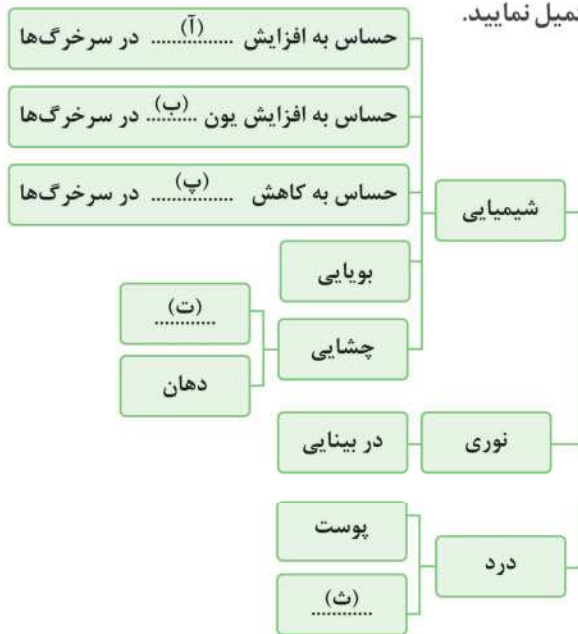 تمیل نمایید.
حساس به افزایش ....(آ).... در سرخرگ‌ها
حساس به افزایش یون ....(ب).... در سرخرگ‌ها
حساس به کاهش ....(پ).... در سرخرگ‌ها
شیمیایی
بویایی
(ت)
............
چشایی
دهان
نوری
در بینایی
پوست
درد
(ث)
............